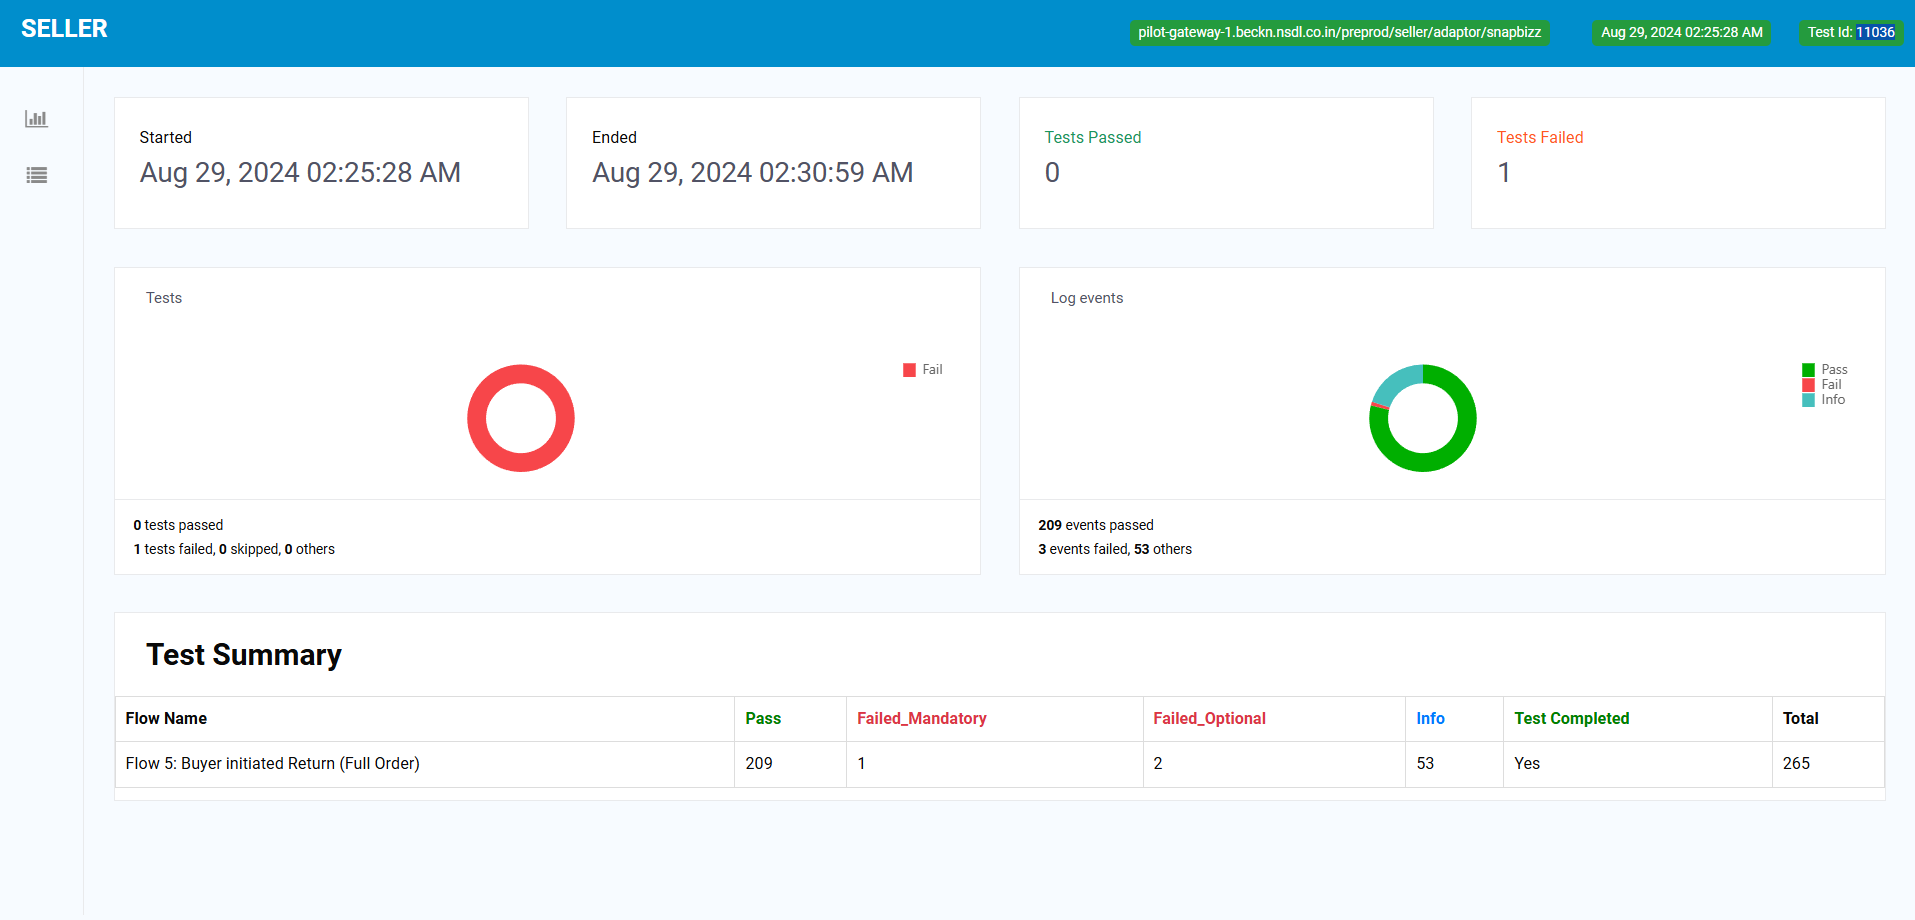 SELLER
pilot-gateway-1.beckn.nsdl.co.in/preprod/seller/adaptor/snapbizz
Aug 29, 2024 02:25:28 AM
Test Id: 11036
Started
Aug 29, 2024 02:25:28 AM
Ended
Aug 29, 2024 02:30:59 AM
Tests Passed
0
Tests Failed
1
Tests
Fail
0 tests passed
1 tests failed, 0 skipped, 0 others
Log events
Pass
Fail
Info
209 events passed
3 events failed, 53 others
Test Summary
Flow Name Pass Failed_Mandatory Failed_Optional Info Test Completed Total
Flow 5: Buyer initiated Return (Full Order) 209 1 2 53 Yes 265